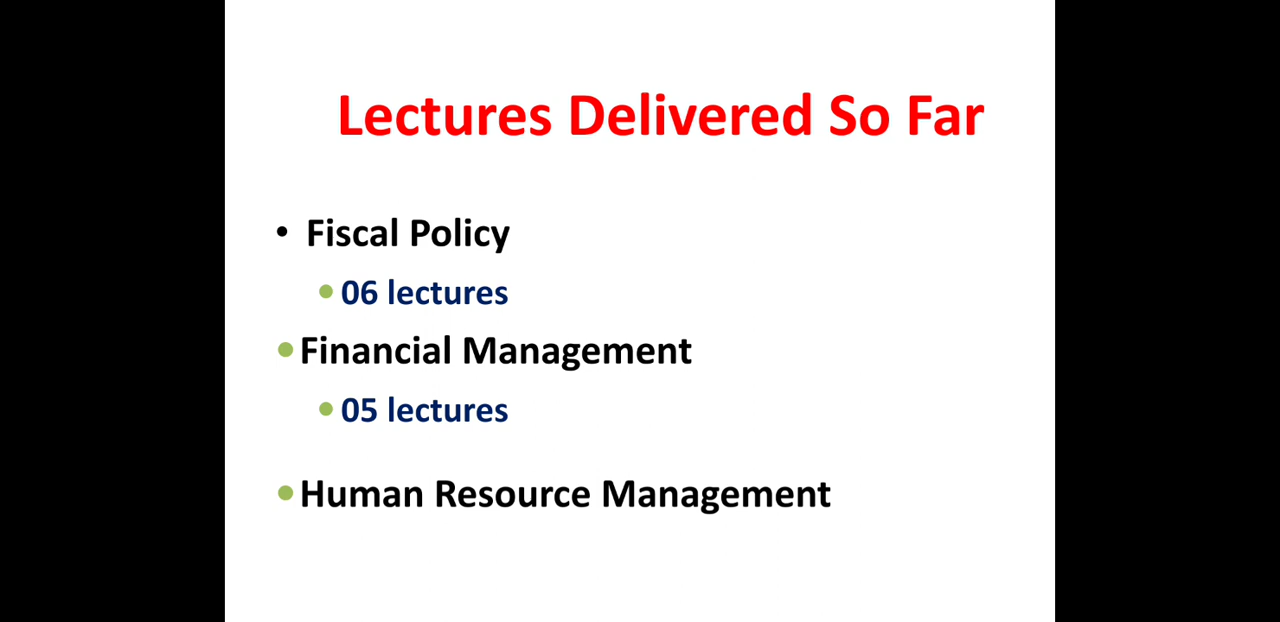 Lectures Delivered So Far
• Fiscal Policy
• 06 lectures
• Financial Management
• 05 lectures
• Human Resource Management